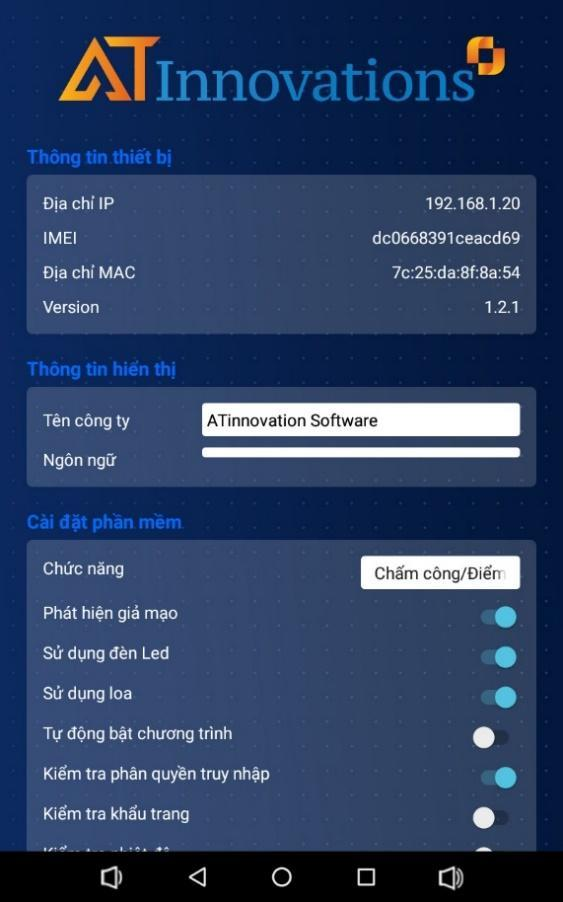 AT Innovations
Thông tin thiết bị
Địa chỉ IP 192.168.1.20
IMEI dc0668391ceacd69
Địa chỉ MAC 7c:25:da:8f:8a:54
Version 1.2.1
Thông tin hiển thị
Tên công ty ATinnovation Software
Ngôn ngữ
Cài đặt phần mềm
Chức năng Chấm công/Điểm
Phát hiện giả mạo
Sử dụng đèn Led
Sử dụng loa
Tự động bật chương trình
Kiểm tra phân quyền truy nhập
Kiểm tra khẩu trang